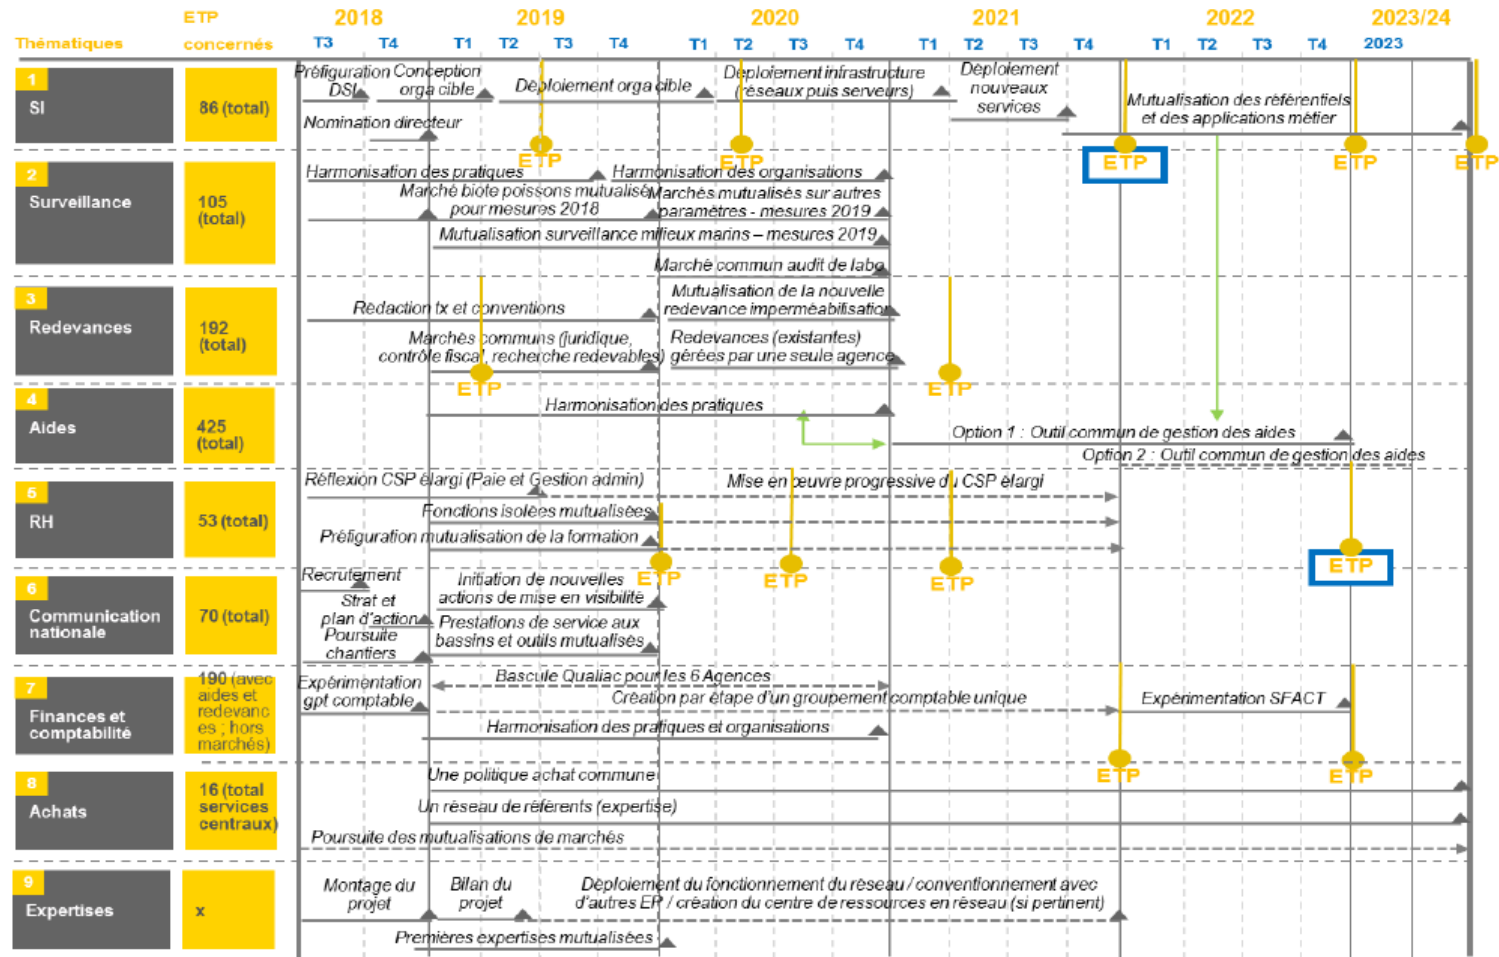 ETP 2018 2019 2020 2021 2022 2023/24
Thématiques concernés T3 T4 T1 T2 T3 T4 T1 T2 T3 T4 T1 T2 T3 T4 T1 T2 T3 T4 2023
1
SI
86 (total)
Préfiguration
DSI
Conception
orga cible
Déploiement orga cible
Déploiement infrastructure
(réseaux puis serveurs)
Déploiement
nouveaux
services
Mutualisation des référentiels
et des applications métier
Nomination directeur
ETP
ETP
ETP
ETP
ETP
2
Surveillance
105
(total)
Harmonisation des pratiques
Harmonisation des organisations
Marché biote poissons mutualisé
pour mesures 2018
Marchés mutualisés sur autres
paramètres - mesures 2019
Mutualisation surveillance milieux marins – mesures 2019
Marché commun audit de labo
3
Redevances
192
(total)
Rédaction tx et conventions
Mutualisation de la nouvelle
redevance imperméabilisation
Marchés communs (juridique,
contrôle fiscal, recherche redevables)
Redevances (existantes)
gérées par une seule agence
ETP
ETP
4
Aides
425
(total)
Harmonisation des pratiques
Option 1 : Outil commun de gestion des aides
Option 2 : Outil commun de gestion des aides
5
RH
53 (total)
Réflexion CSP élargi (Paie et Gestion admin)
Mise en œuvre progressive du CSP élargi
Fonctions isolées mutualisées
Préfiguration mutualisation de la formation
ETP
ETP
ETP
ETP
6
Communication
nationale
70 (total)
Recrutement
Strat et
plan d'action
Poursuite
chantiers
Initiation de nouvelles
actions de mise en visibilité
Prestations de service aux
bassins et outils mutualisés
7
Finances et
comptabilité
190 (avec
aides et
redevanc
es ; hors
marchés)
Expérimentation
gpt comptable
Bascule Qualiac pour les 6 Agences
Création par étape d'un groupement comptable unique
Expérimentation SFACT
Harmonisation des pratiques et organisations
ETP
ETP
8
Achats
16 (total
services
centraux)
Une politique achat commune
Un réseau de référents (expertise)
Poursuite des mutualisations de marchés
9
Expertises
x
Montage du
projet
Bilan du
projet
Déploiement du fonctionnement du réseau / conventionnement avec
d'autres EP / création du centre de ressources en réseau (si pertinent)
Premières expertises mutualisées